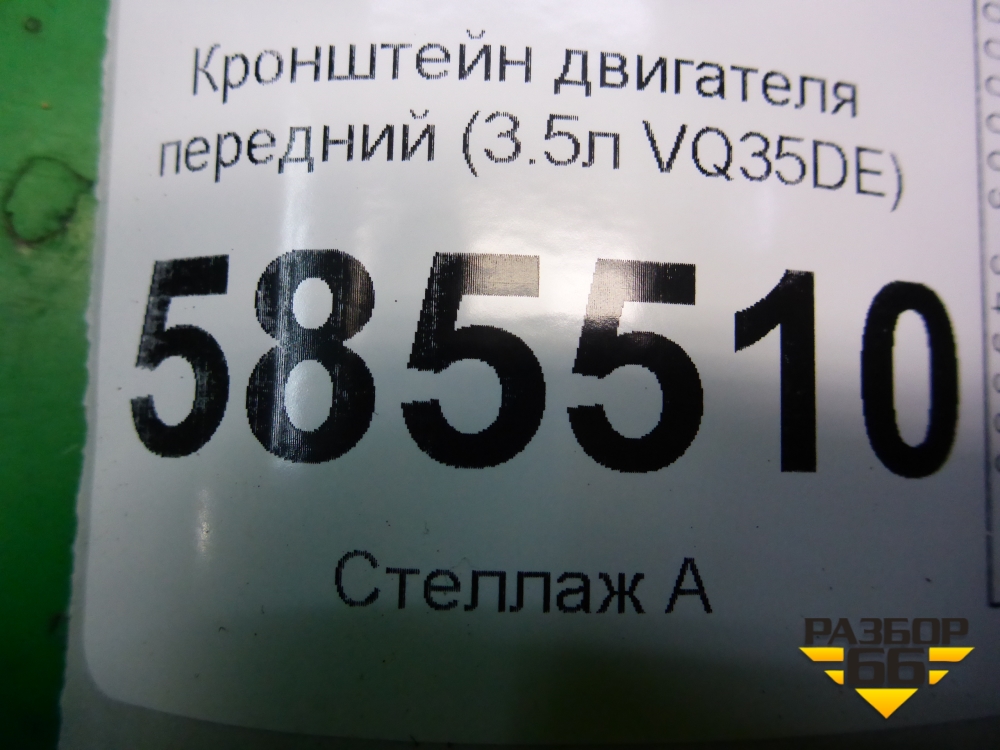 Кронштейн двигателя
передний (3.5л VQ35DE)
585510
Стеллаж А
РАЗБОР
66